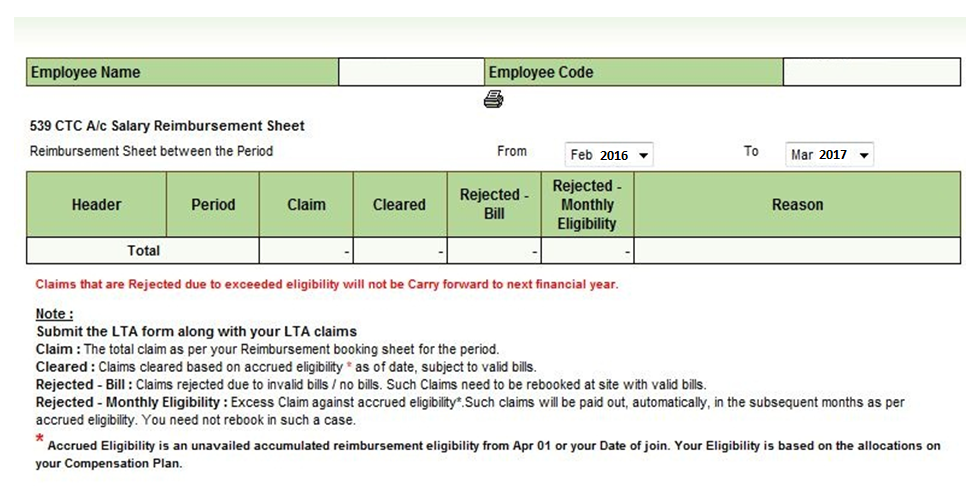 Employee Name Employee Code
539 CTC A/c Salary Reimbursement Sheet
Reimbursement Sheet between the Period From Feb 2016 To Mar 2017
Header Period Claim Cleared Rejected - Bill Rejected - Monthly Eligibility Reason
Total - - - -
Claims that are Rejected due to exceeded eligibility will not be Carry forward to next financial year.
Note :
Submit the LTA form along with your LTA claims
Claim : The total claim as per your Reimbursement booking sheet for the period.
Cleared : Claims cleared based on accrued eligibility * as of date, subject to valid bills.
Rejected - Bill : Claims rejected due to invalid bills / no bills. Such Claims need to be rebooked at site with valid bills.
Rejected - Monthly Eligibility : Excess Claim against accrued eligibility*.Such claims will be paid out, automatically, in the subsequent months as per
accrued eligibility. You need not rebook in such a case.
* Accrued Eligibility is an unavailed accumulated reimbursement eligibility from Apr 01 or your Date of join. Your Eligibility is based on the allocations on
your Compensation Plan.